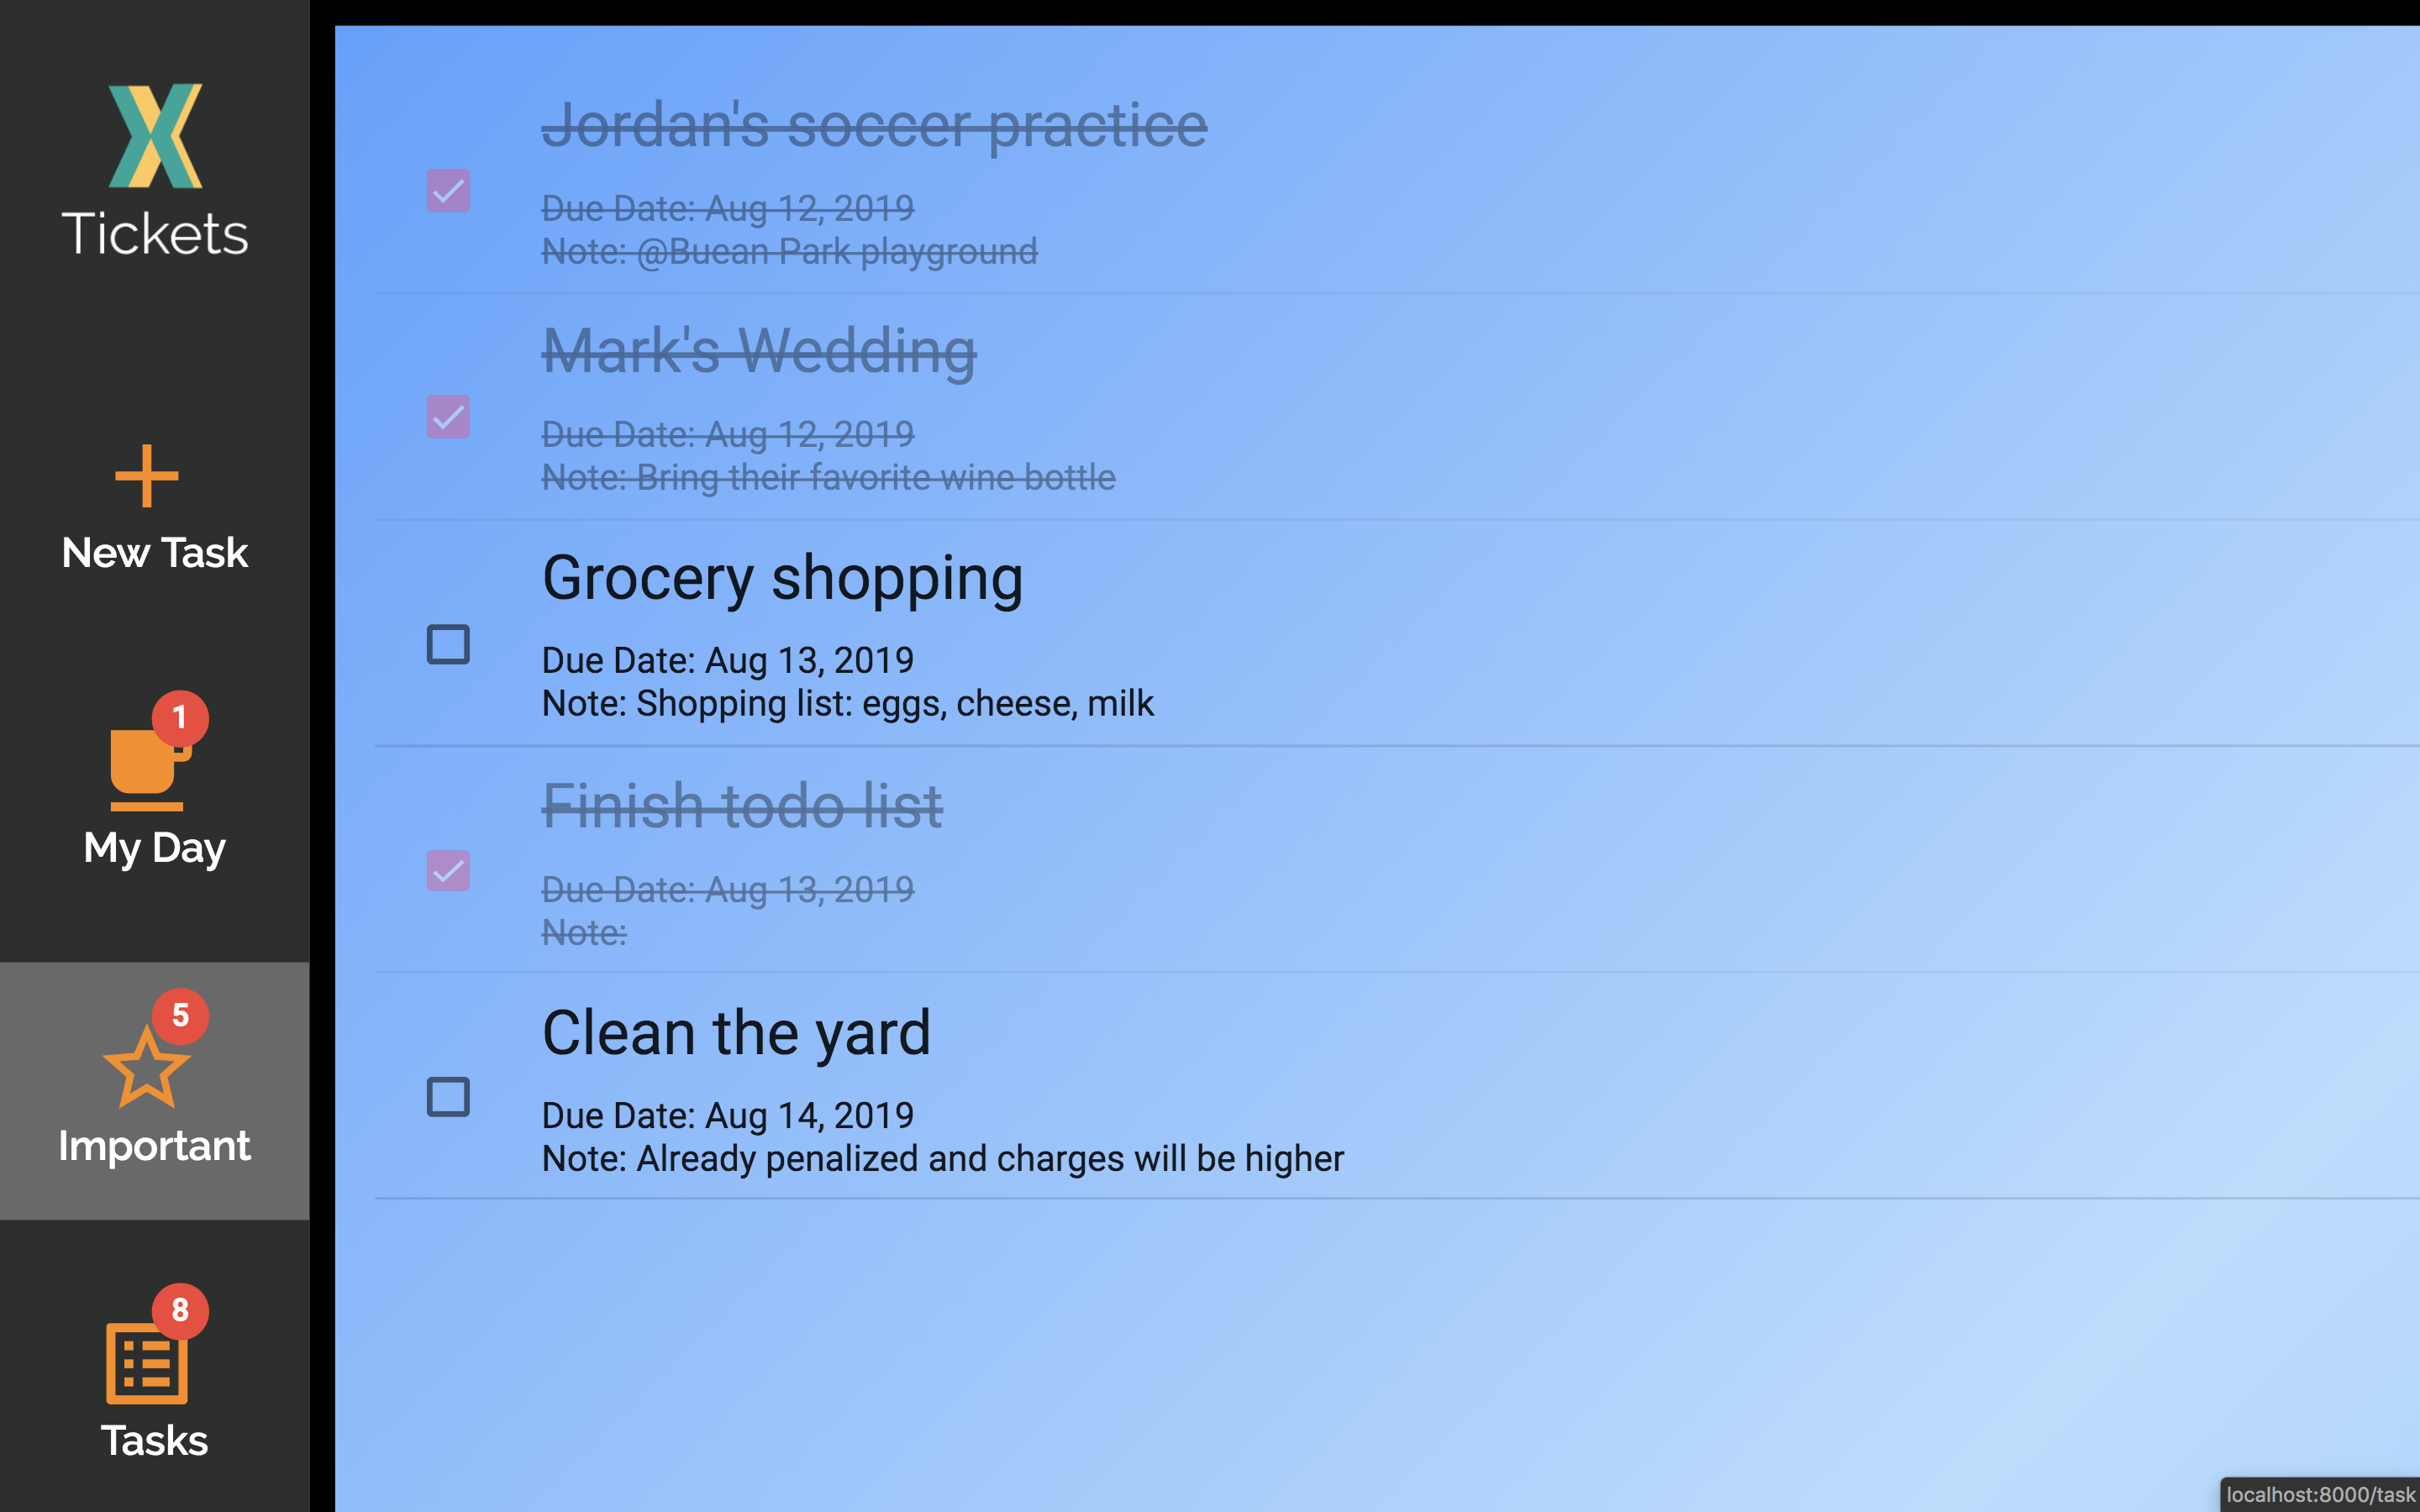 Tickets
New Task
1
My Day
5
Important
8
Tasks
Jordan's soccer practice
Due Date: Aug 12, 2019
Note: @Buean Park playground
Mark's Wedding
Due Date: Aug 12, 2019
Note: Bring their favorite wine bottle
Grocery shopping
Due Date: Aug 13, 2019
Note: Shopping list: eggs, cheese, milk
Finish todo list
Due Date: Aug 13, 2019
Note:
Clean the yard
Due Date: Aug 14, 2019
Note: Already penalized and charges will be higher
localhost:8000/task